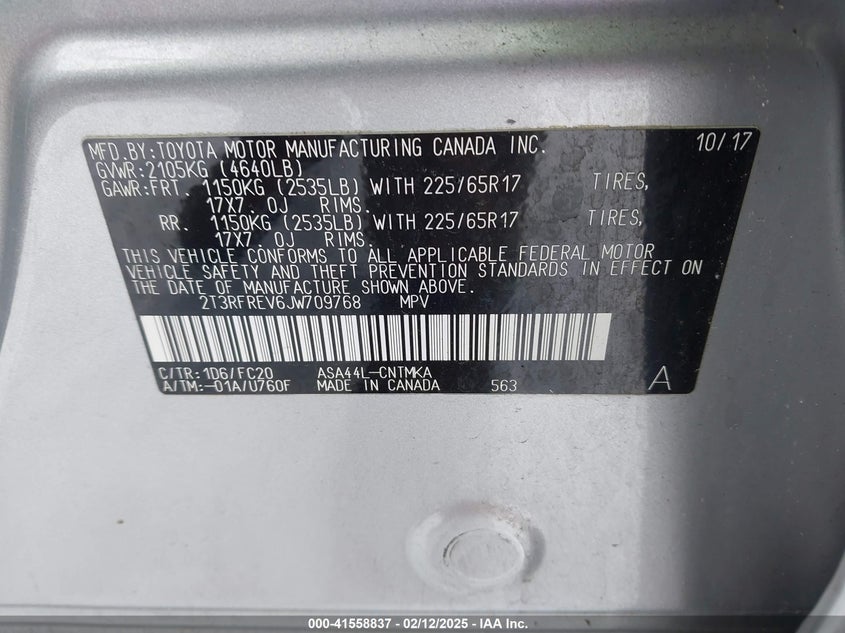 MFD.BY:TOYOTA MOTOR MANUFACTURING CANADA INC. 10/17
GVWR:2105KG (4640LB)
GAWR:FRT. 1150KG (2535LB) WITH 225/65R17 TIRES,
17X7.0J RIMS.
RR. 1150KG (2535LB) WITH 225/65R17 TIRES,
17X7.0J RIMS.
THIS VEHICLE CONFORMS TO ALL APPLICABLE FEDERAL MOTOR
VEHICLE SAFETY AND THEFT PREVENTION STANDARDS IN EFFECT ON
THE DATE OF MANUFACTURE SHOWN ABOVE.
2T3RFREV6JW709768 MPV
C/TR:1D6/FC20 ASA44L-CNTMKA
A/TM:-01A/U760F MADE IN CANADA 563 A
000-41558837 - 02/12/2025 - IAA Inc.